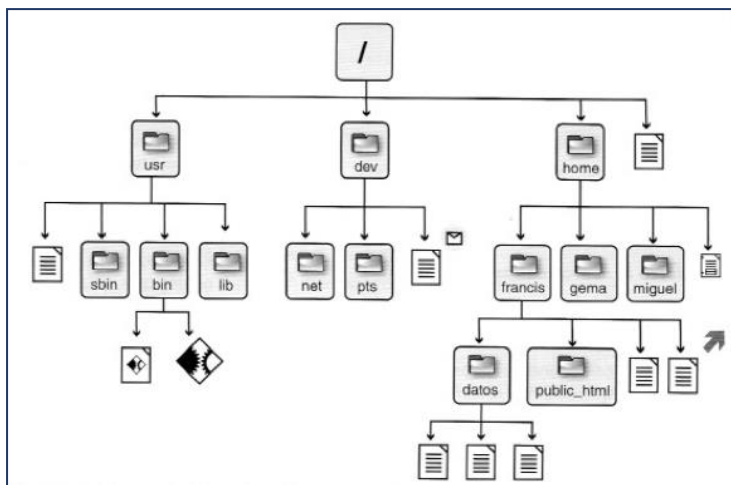 /
usr
dev
home
sbin
bin
lib
net
pts
francis
gema
miguel
datos
public_html